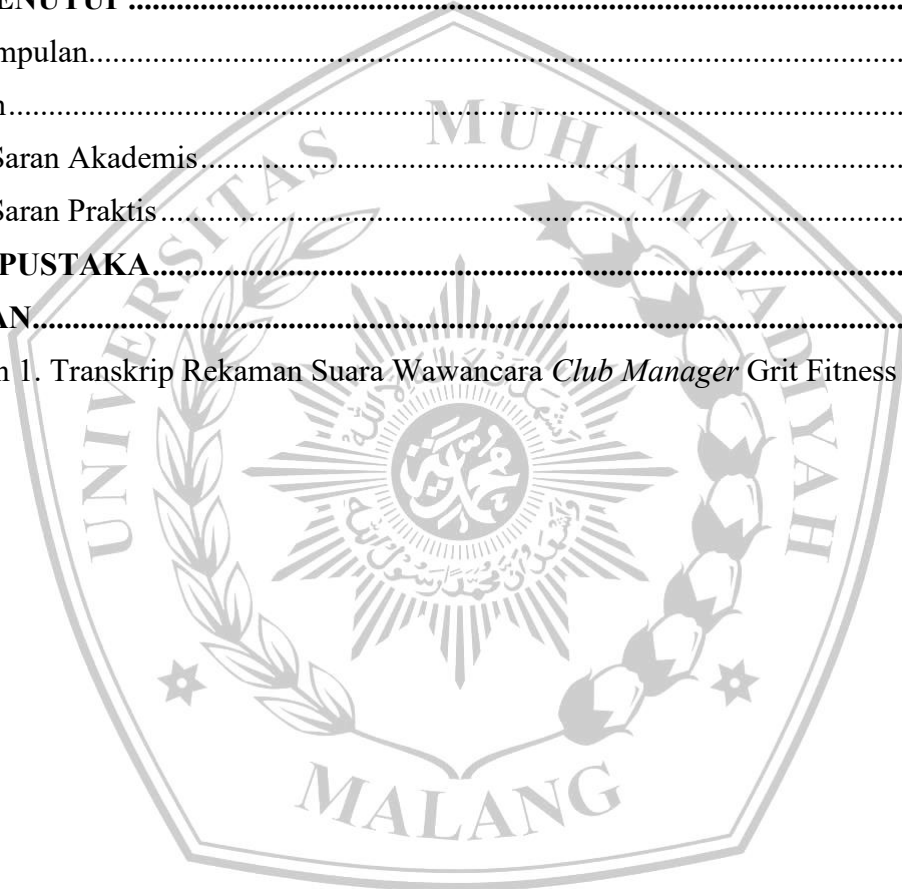 ENUTUP ........................................................................................................
mpulan........................................................................................................
n........................................................................................................
Saran Akademis........................................................................................................
Saran Praktis........................................................................................................
PUSTAKA........................................................................................................
AN........................................................................................................
n 1. Transkrip Rekaman Suara Wawancara Club Manager Grit Fitness
UNIVERSITAS MUHAMMADIYAH
MALANG